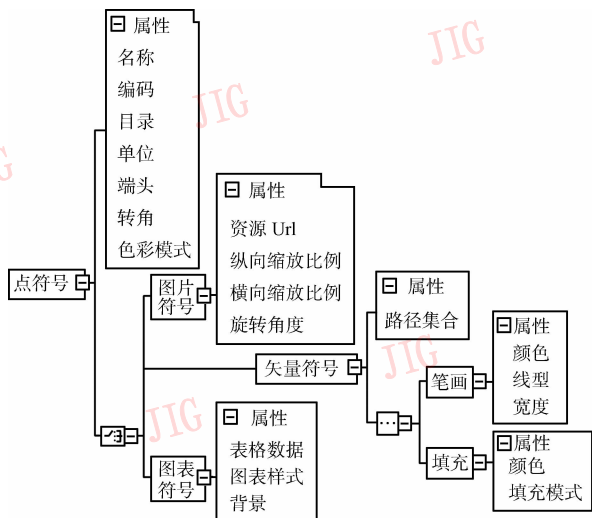 属性
名称
编码
目录
单位
端头
转角
色彩模式
点符号
图片
符号
属性
资源 Url
纵向缩放比例
横向缩放比例
旋转角度
矢量符号
属性
路径集合
笔画
属性
颜色
线型
宽度
填充
属性
颜色
填充模式
图表
符号
属性
表格数据
图表样式
背景
JIG
JIG
JIG
JIG